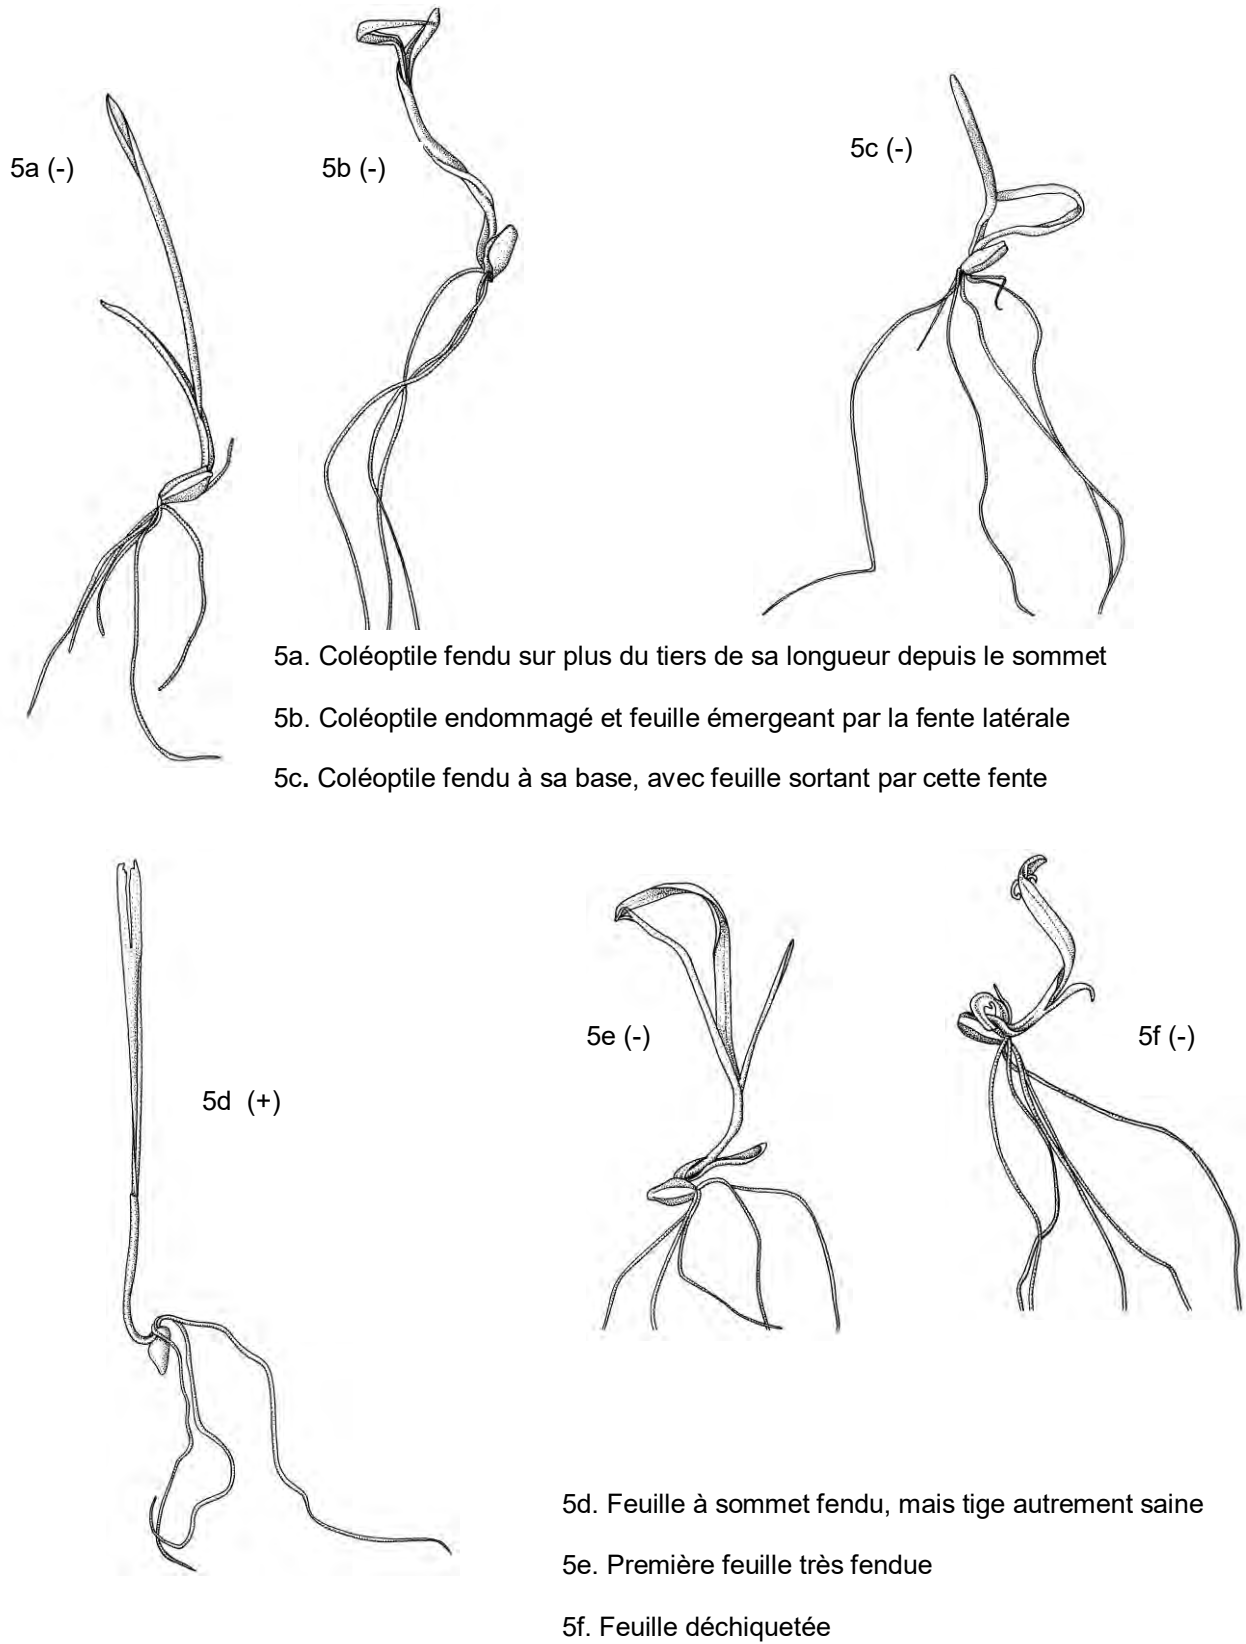 5a (-)
5b (-)
5c (-)
5a. Coléoptile fendu sur plus du tiers de sa longueur depuis le sommet
5b. Coléoptile endommagé et feuille émergeant par la fente latérale
5c. Coléoptile fendu à sa base, avec feuille sortant par cette fente
5d (+)
5e (-)
5f (-)
5d. Feuille à sommet fendu, mais tige autrement saine
5e. Première feuille très fendue
5f. Feuille déchiquetée